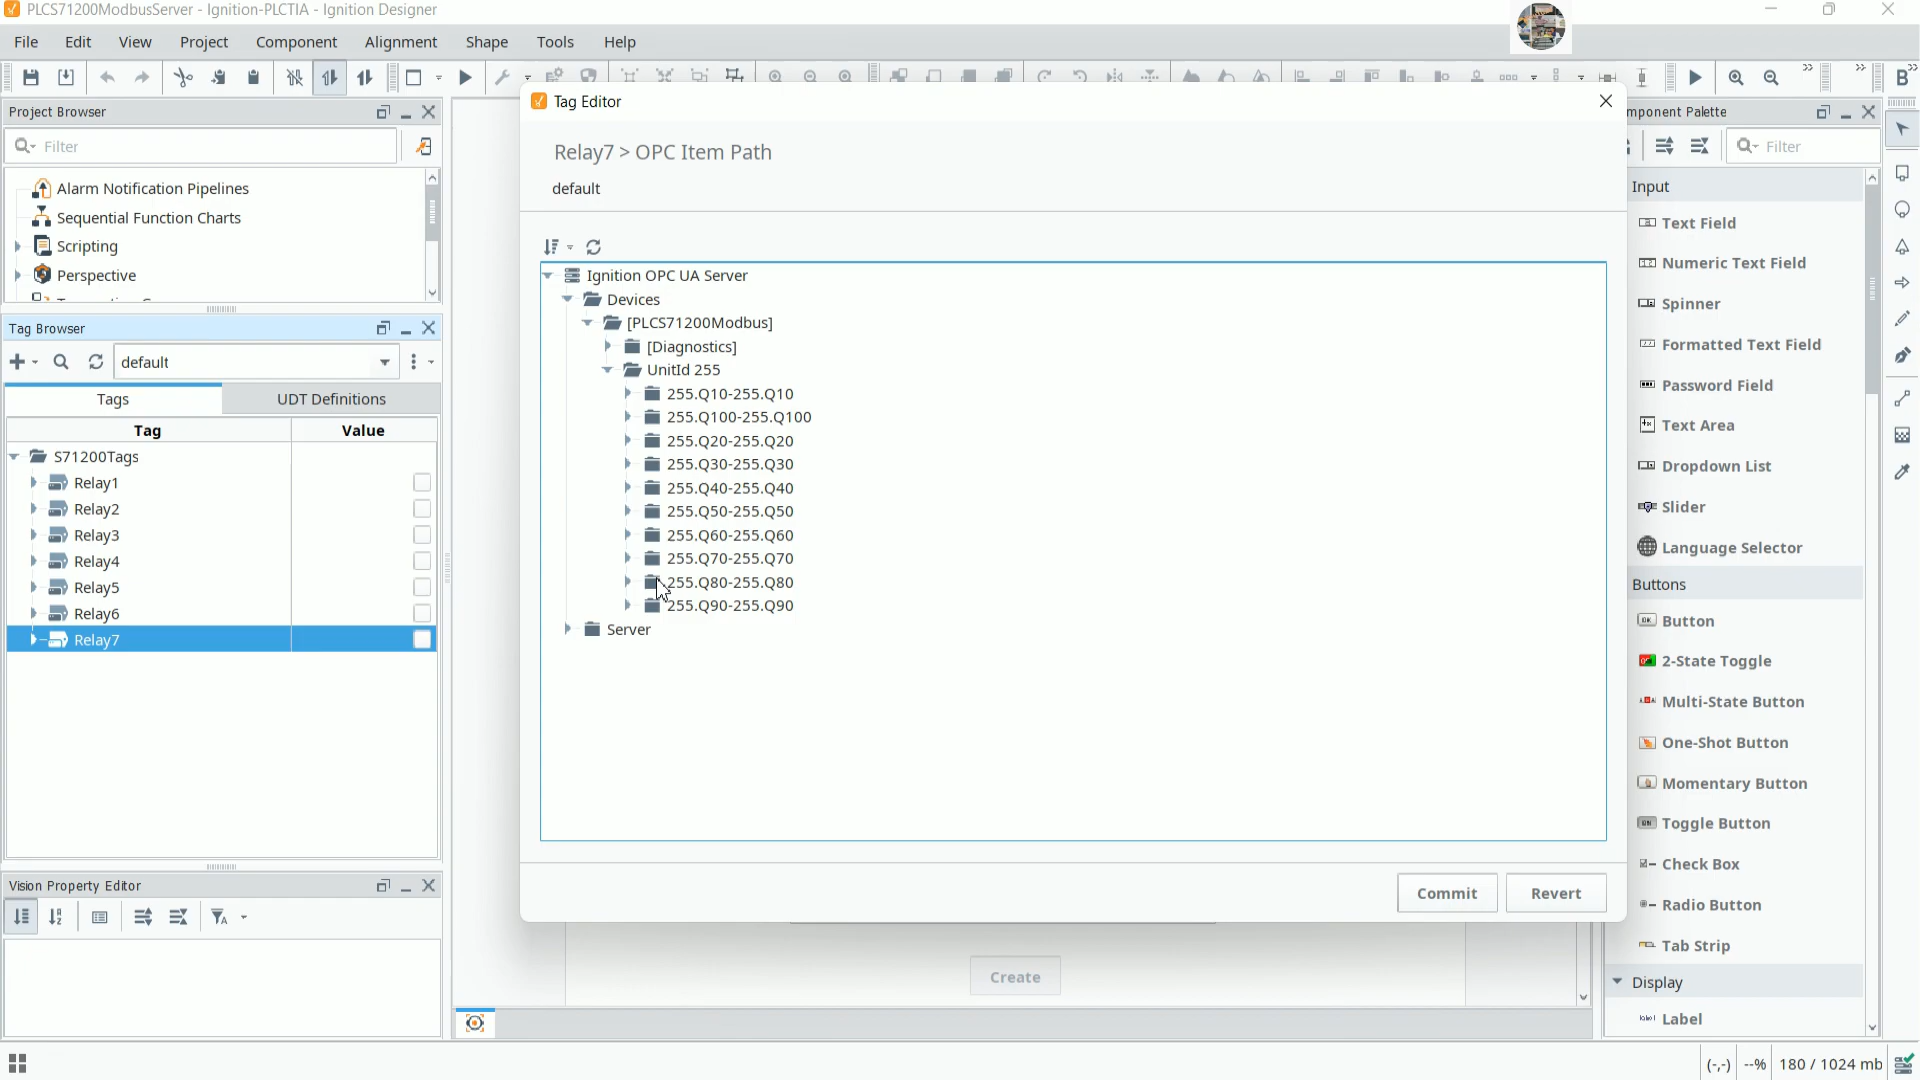 PLCS71200ModbusServer - Ignition-PLCTIA - Ignition Designer
File Edit View Project Component Alignment Shape Tools Help
Project Browser
Filter
Alarm Notification Pipelines
Sequential Function Charts
Scripting
Perspective
Tag Browser
default
Tags UDT Definitions
Tag Value
S71200Tags
Relay1
Relay2
Relay3
Relay4
Relay5
Relay6
Relay7
Vision Property Editor
Tag Editor
Relay7 > OPC Item Path
default
Ignition OPC UA Server
Devices
[PLCS71200Modbus]
[Diagnostics]
UnitId 255
255.Q10-255.Q10
255.Q100-255.Q100
255.Q20-255.Q20
255.Q30-255.Q30
255.Q40-255.Q40
255.Q50-255.Q50
255.Q60-255.Q60
255.Q70-255.Q70
255.Q80-255.Q80
255.Q90-255.Q90
Server
Commit Revert
Create
mponent Palette
Filter
Input
Text Field
Numeric Text Field
Spinner
Formatted Text Field
Password Field
Text Area
Dropdown List
Slider
Language Selector
Buttons
Button
2-State Toggle
Multi-State Button
One-Shot Button
Momentary Button
Toggle Button
Check Box
Radio Button
Tab Strip
Display
Label
(-,-) --% 180 / 1024 mb